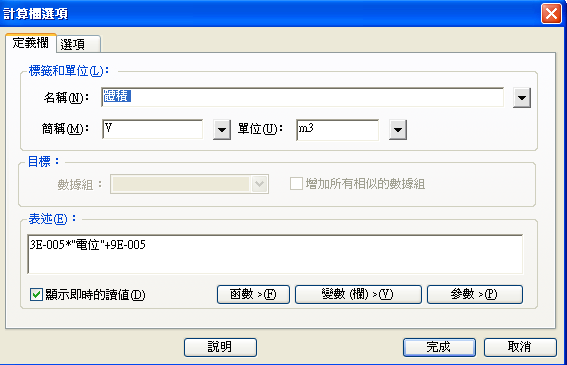 計算欄選項
定義欄 選項
標籤和單位(L)：
名稱(N)： 體積
簡稱(M)： V 單位(U)： m3
目標：
數據組： 增加所有相似的數據組
表述(E)：
3E-005*"電位"+9E-005
顯示即時的讀值(D) 函數 >(F) 變數 (欄) >(V) 參數 >(P)
說明 完成 取消